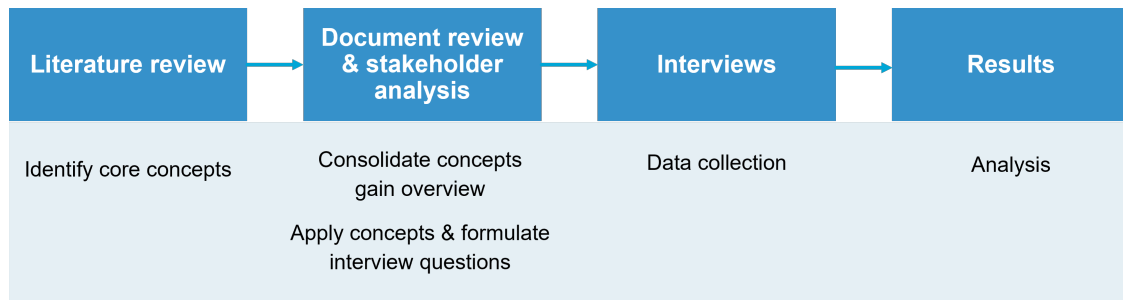 Literature review
Document review
& stakeholder
analysis
Interviews
Results
Identify core concepts
Consolidate concepts
gain overview
Apply concepts & formulate
interview questions
Data collection
Analysis